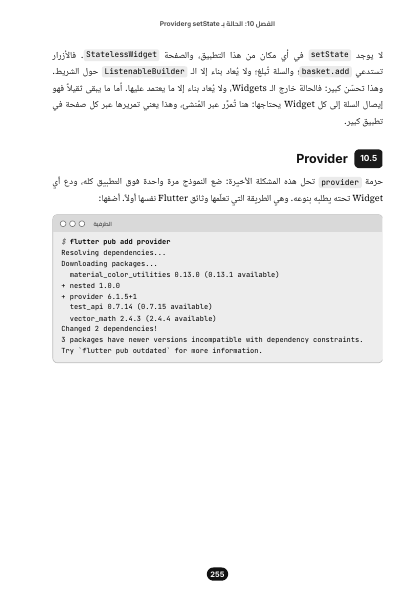 الفصل 10: الحالة بـ setState وProvider
لا يوجد setState في أي مكان من هذا التطبيق، والصفحة StatelessWidget. فالأزرار
تستدعي basket.add؛ والسلة تُبلغ؛ ولا يُعاد بناء إلا الـ ListenableBuilder حول الشريط.
وهذا تحسّن كبير: فالحالة خارج الـ Widgets، ولا يُعاد بناء إلا ما يعتمد عليها. أما ما يبقى ثقيلاً فهو
إيصال السلة إلى كل Widget يحتاجها: هنا تُمرَّر عبر المُنشئ، وهذا يعني تمريرها عبر كل صفحة في
تطبيق كبير.
10.5 Provider
حزمة provider تحل هذه المشكلة الأخيرة: ضع النموذج مرة واحدة فوق التطبيق كله، ودع أي
Widget تحته يطلبه بنوعه. وهي الطريقة التي تعلّمها وثائق Flutter نفسها أولاً. أضفها:
الطرفية
$ flutter pub add provider
Resolving dependencies...
Downloading packages...
  material_color_utilities 0.13.0 (0.13.1 available)
+ nested 1.0.0
+ provider 6.1.5+1
  test_api 0.7.14 (0.7.15 available)
  vector_math 2.4.3 (2.4.4 available)
Changed 2 dependencies!
3 packages have newer versions incompatible with dependency constraints.
Try `flutter pub outdated` for more information.
255